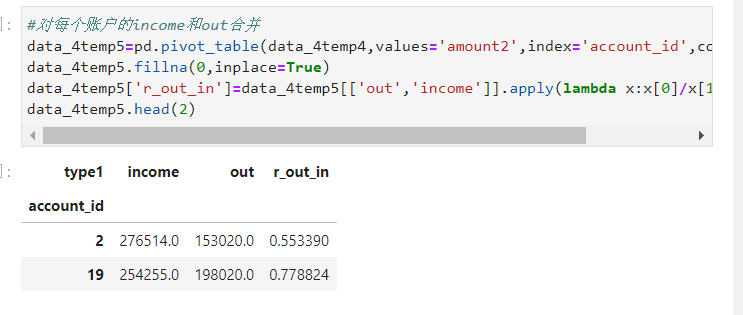 ]:
#对每个账户的income和out合并
data_4temp5=pd.pivot_table(data_4temp4,values='amount2',index='account_id',co
data_4temp5.fillna(0,inplace=True)
data_4temp5['r_out_in']=data_4temp5[['out','income']].apply(lambda x:x[0]/x[1
data_4temp5.head(2)
]:
type1 income out r_out_in
account_id
2 276514.0 153020.0 0.553390
19 254255.0 198020.0 0.778824